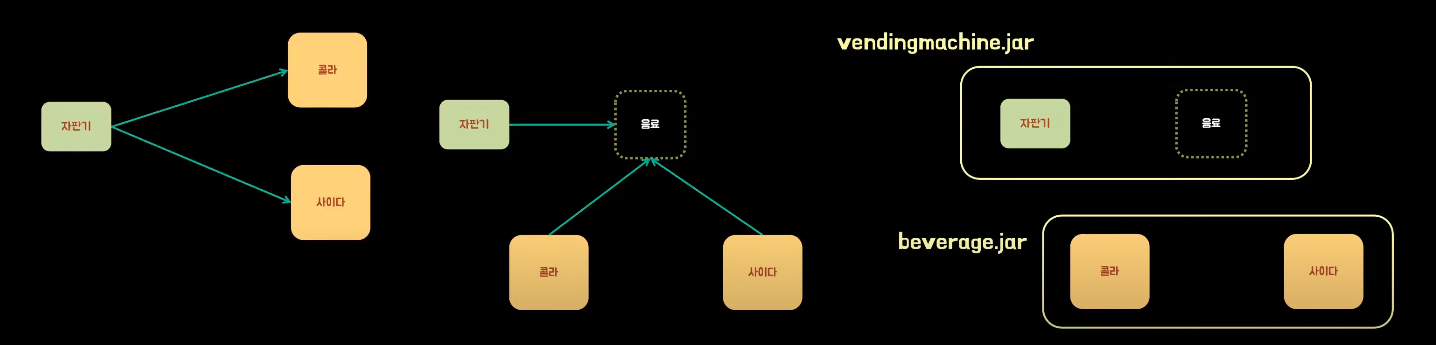 자판기
콜라
사이다
자판기
음료
콜라
사이다
vendingmachine.jar
자판기
음료
beverage.jar
콜라
사이다